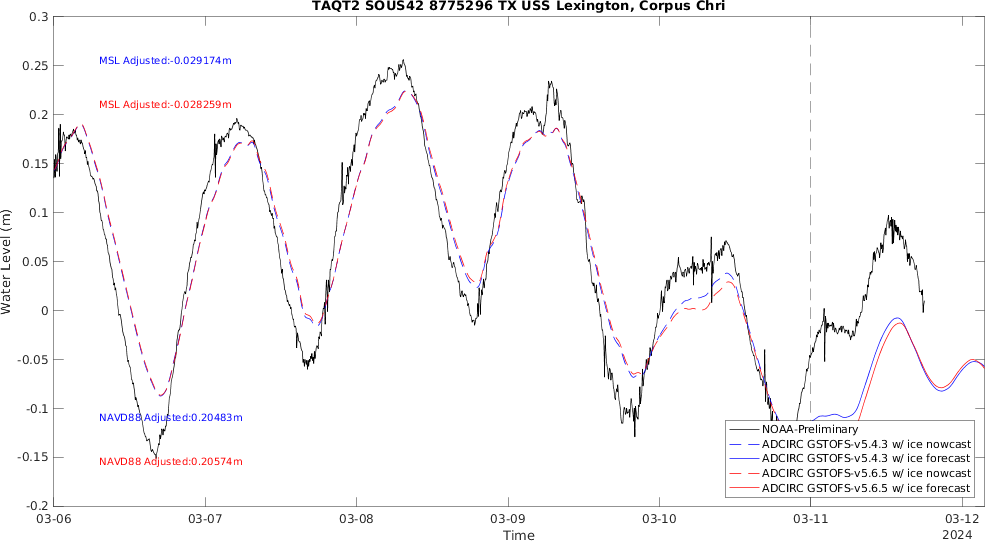 TAQT2 SOUS42 8775296 TX USS Lexington, Corpus Chri
0.3
0.25
0.2
0.15
0.1
0.05
0
-0.05
-0.1
-0.15
-0.2
Water Level (m)
MSL Adjusted:-0.029174m
MSL Adjusted:-0.028259m
NAVD88 Adjusted:0.20483m
NAVD88 Adjusted:0.20574m
NOAA-Preliminary
ADCIRC GSTOFS-v5.4.3 w/ ice nowcast
ADCIRC GSTOFS-v5.4.3 w/ ice forecast
ADCIRC GSTOFS-v5.6.5 w/ ice nowcast
ADCIRC GSTOFS-v5.6.5 w/ ice forecast
03-06 03-07 03-08 03-09 03-10 03-11 03-12
Time
2024